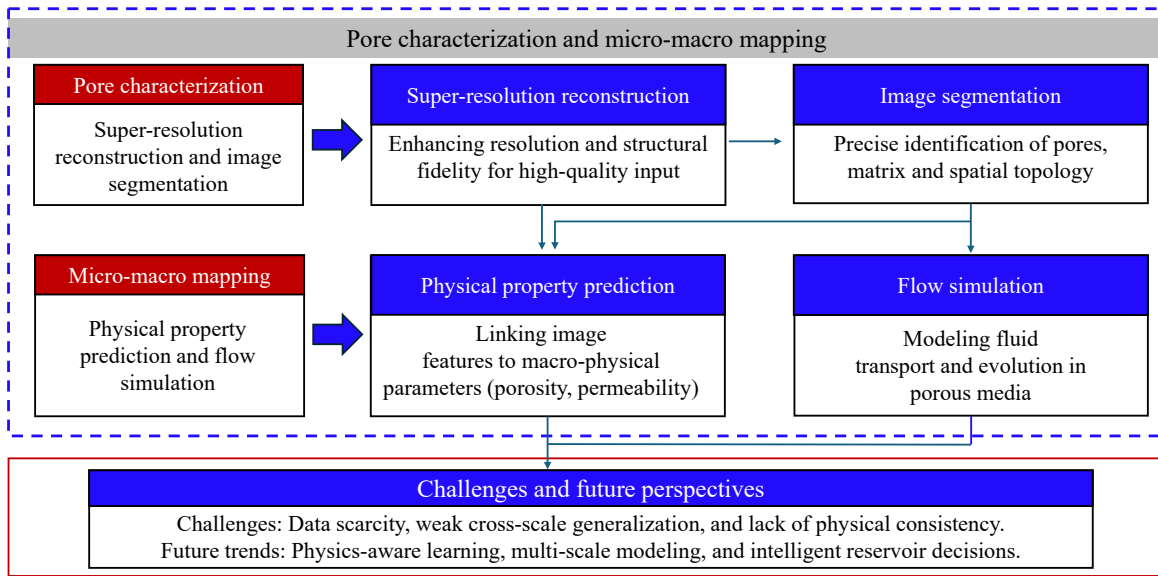 Pore characterization and micro-macro mapping
Pore characterization
Super-resolution
reconstruction and image
segmentation
Super-resolution reconstruction
Enhancing resolution and structural
fidelity for high-quality input
Image segmentation
Precise identification of pores,
matrix and spatial topology
Micro-macro mapping
Physical property
prediction and flow
simulation
Physical property prediction
Linking image
features to macro-physical
parameters (porosity, permeability)
Flow simulation
Modeling fluid
transport and evolution in
porous media
Challenges and future perspectives
Challenges: Data scarcity, weak cross-scale generalization, and lack of physical consistency.
Future trends: Physics-aware learning, multi-scale modeling, and intelligent reservoir decisions.